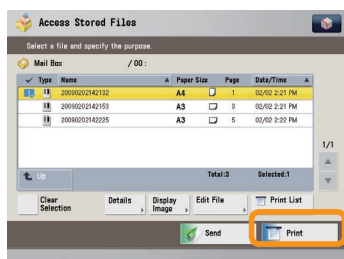 Access Stored Files
Select a file and specify the purpose.
Mail Box / 00 :
Type Name Paper Size Page Date/Time
20090202142132 A4 1 02/02 2:21 PM
20090202142153 A3 3 02/02 2:21 PM
20090202142225 A3 5 02/02 2:22 PM
1/1
Up Total:3 Selected:1
Clear Selection Details Display Image Edit File Print List
Send Print